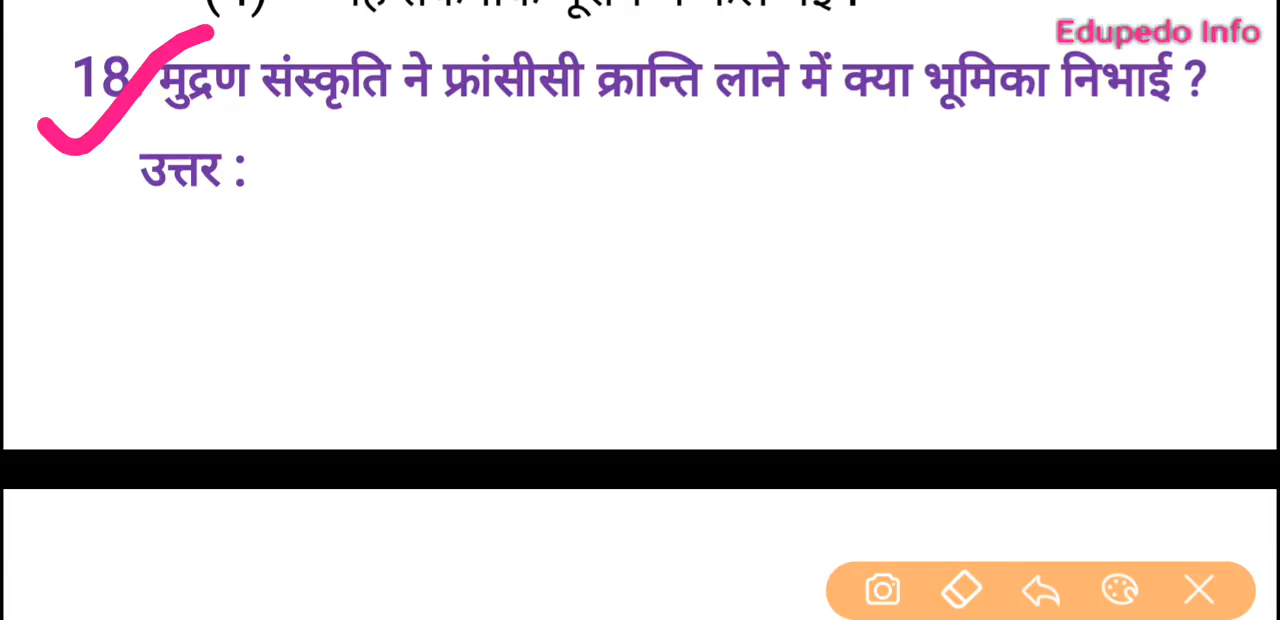 Edupedo Info
18 मुद्रण संस्कृति ने फ्रांसीसी क्रान्ति लाने में क्या भूमिका निभाई ?
उत्तर :